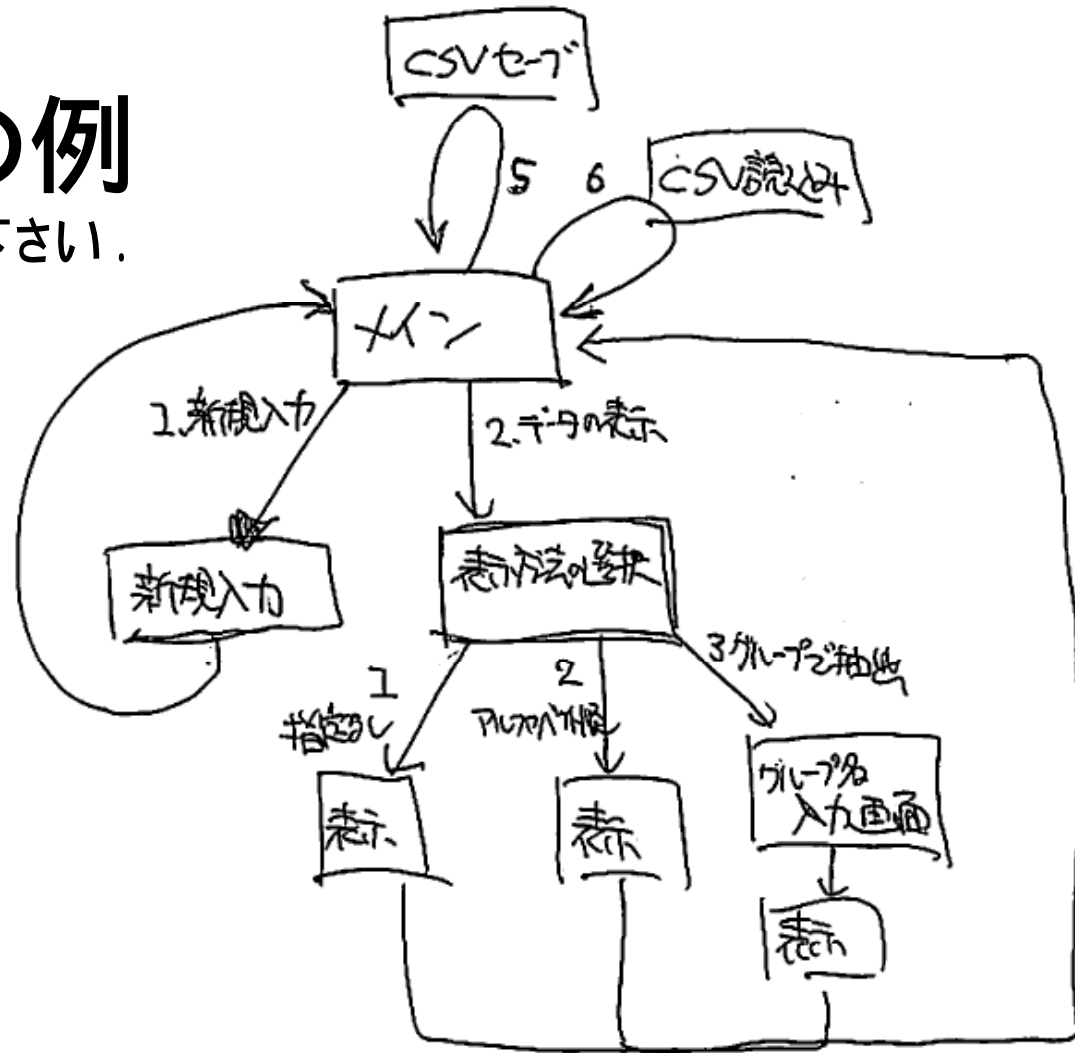 CSVセーブ
の例
5
6
CSV読込み
下さい.
メイン
1.新規入力
2.データの表示
新規入力
表示方法の選択
3グループで抽出
1
指定なし
2
アルファベット順
グループ名
入力画面
表示
表示
表示